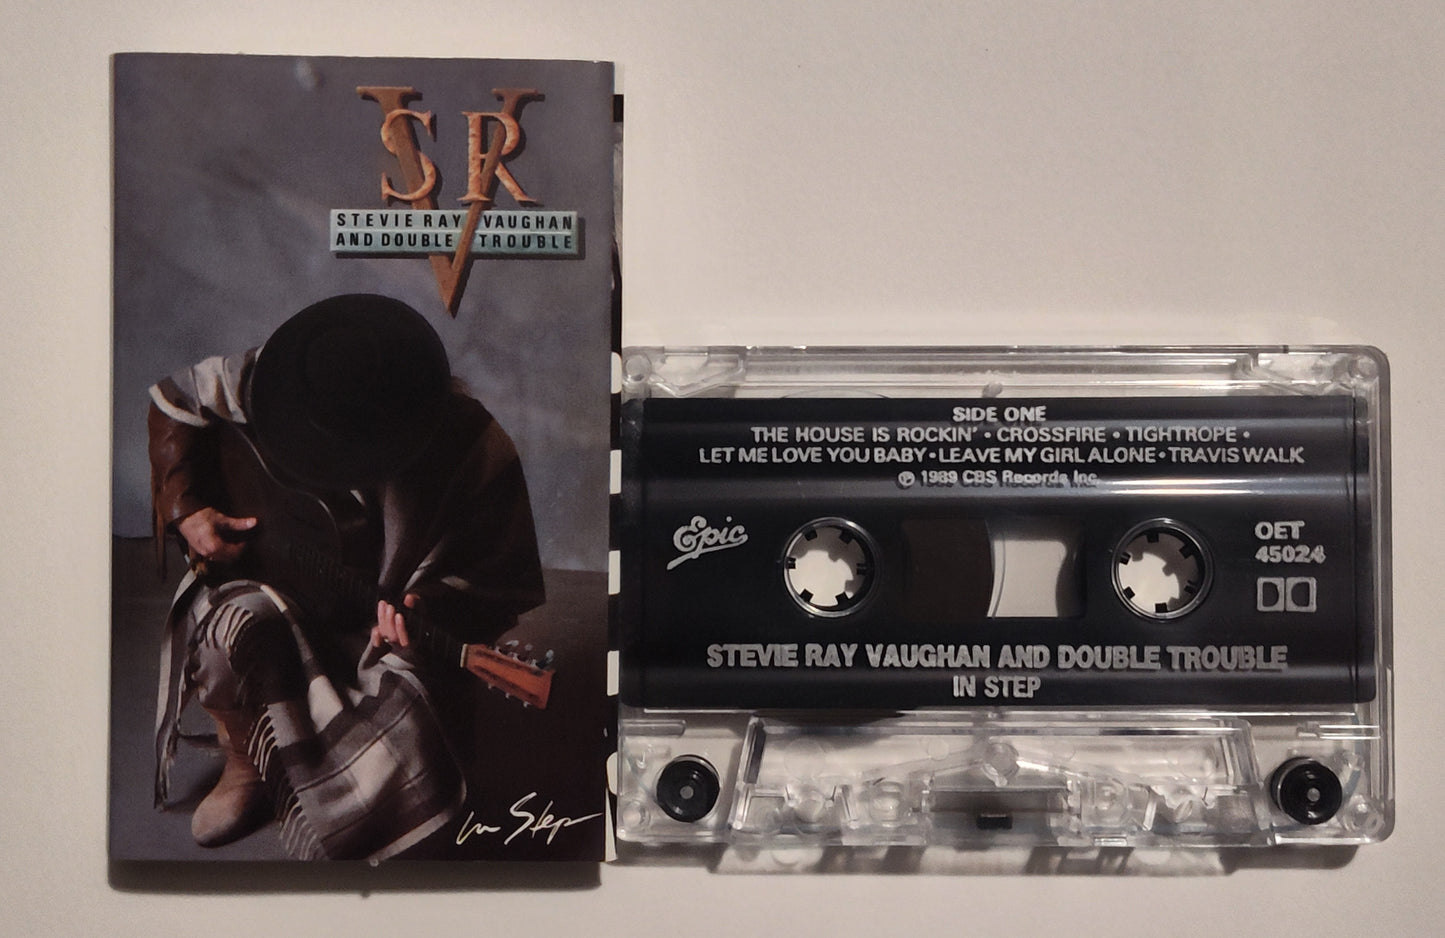 SRV
STEVIE RAY VAUGHAN
AND DOUBLE TROUBLE
In Step
SIDE ONE
THE HOUSE IS ROCKIN' • CROSSFIRE • TIGHTROPE •
LET ME LOVE YOU BABY • LEAVE MY GIRL ALONE • TRAVIS WALK
℗ 1989 CBS Records Inc.
Epic
OET
45024
STEVIE RAY VAUGHAN AND DOUBLE TROUBLE
IN STEP